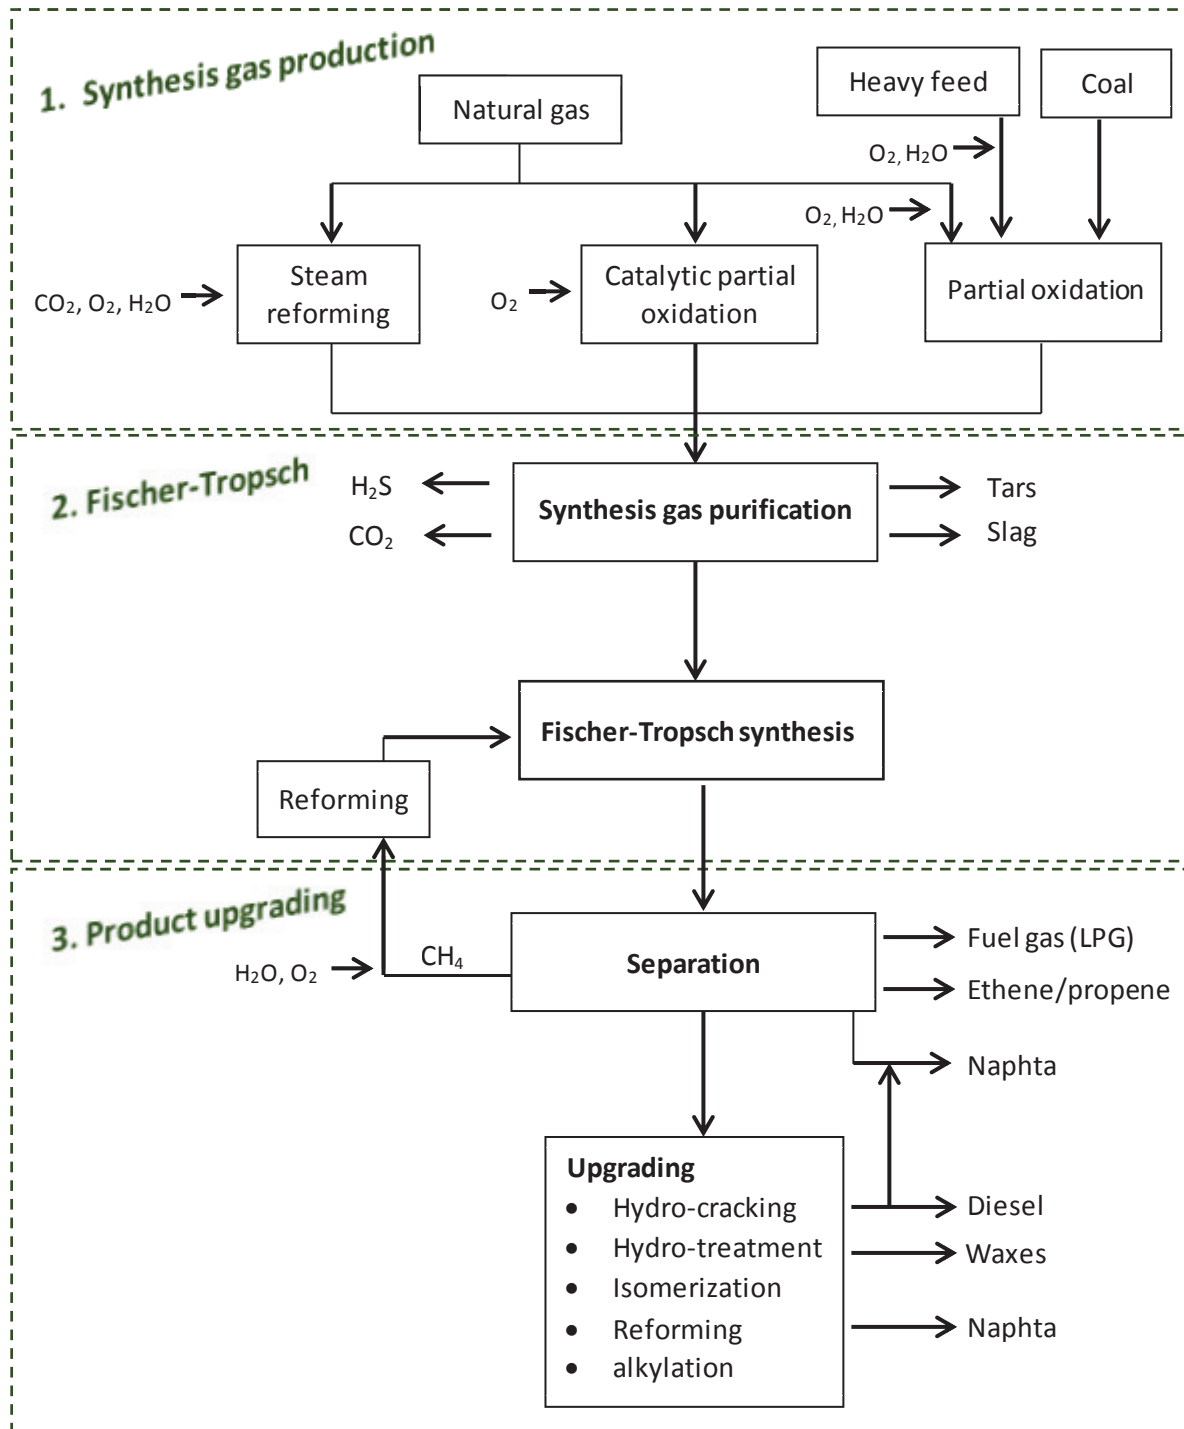 1. Synthesis gas production
Natural gas
Heavy feed
Coal
O2, H2O
O2, H2O
CO2, O2, H2O
Steam
reforming
O2
Catalytic partial
oxidation
Partial oxidation
2. Fischer-Tropsch
H2S
CO2
Synthesis gas purification
Tars
Slag
Fischer-Tropsch synthesis
Reforming
3. Product upgrading
H2O, O2
CH4
Separation
Fuel gas (LPG)
Ethene/propene
Naphta
Upgrading
• Hydro-cracking
• Hydro-treatment
• Isomerization
• Reforming
• alkylation
Diesel
Waxes
Naphta